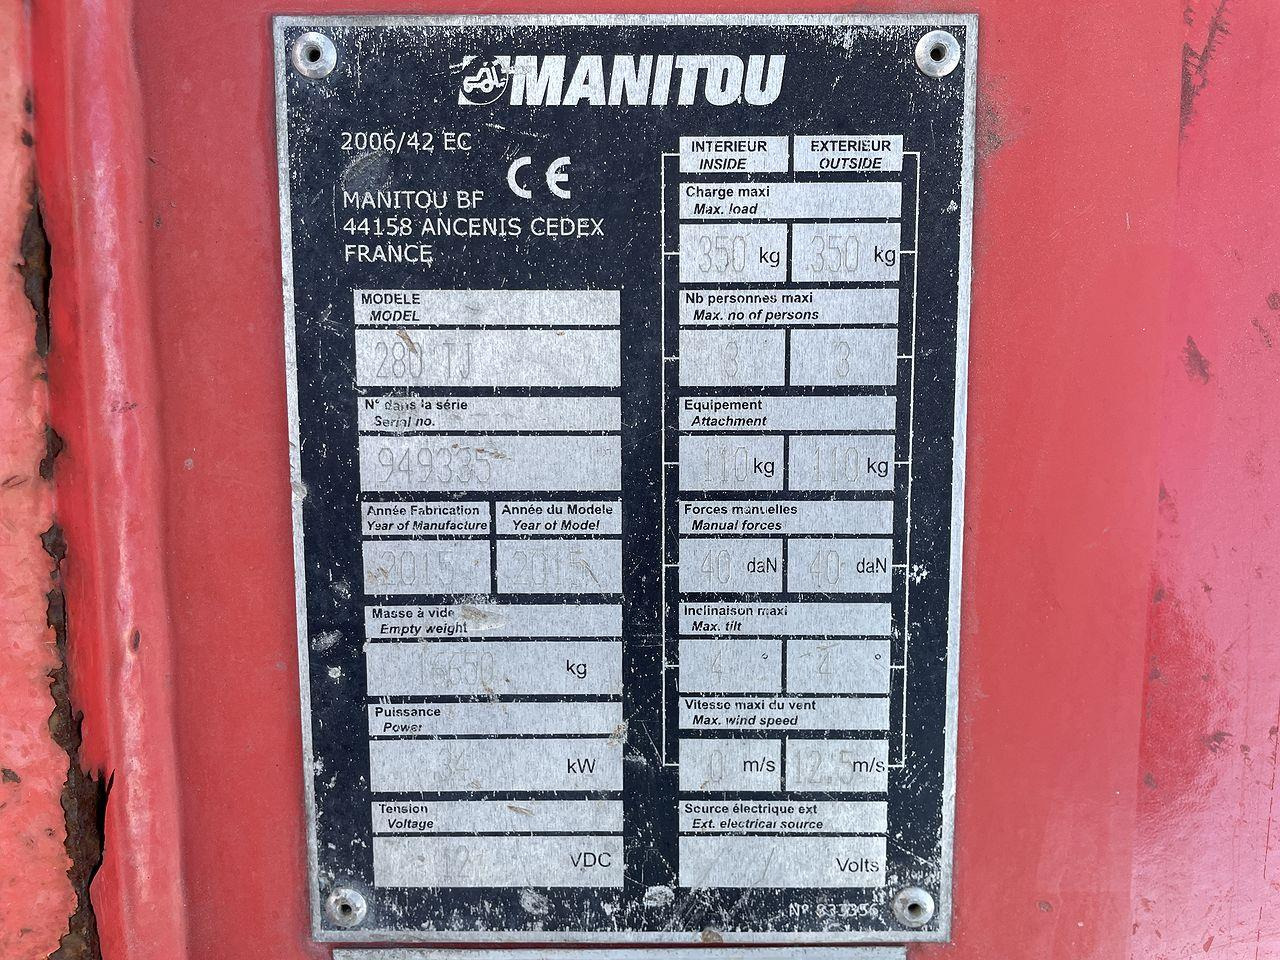 MANITOU
2006/42 EC
CE
MANITOU BF
44158 ANCENIS CEDEX
FRANCE
MODELE
MODEL
280 TJ
N° dans la série
Serial no.
949335
Année Fabrication
Year of Manufacture
2015
Année du Modele
Year of Model
2015
Masse à vide
Empty weight
16650 kg
Puissance
Power
34 kW
Tension
Voltage
12 VDC
INTERIEUR
INSIDE
EXTERIEUR
OUTSIDE
Charge maxi
Max. load
350 kg 350 kg
Nb personnes maxi
Max. no of persons
3 3
Equipement
Attachment
110 kg 110 kg
Forces manuelles
Manual forces
40 daN 40 daN
Inclinaison maxi
Max. tilt
4 ° 4 °
Vitesse maxi du vent
Max. wind speed
0 m/s 12.5 m/s
Source électrique ext
Ext. electrical source
/ Volts
N° 833356